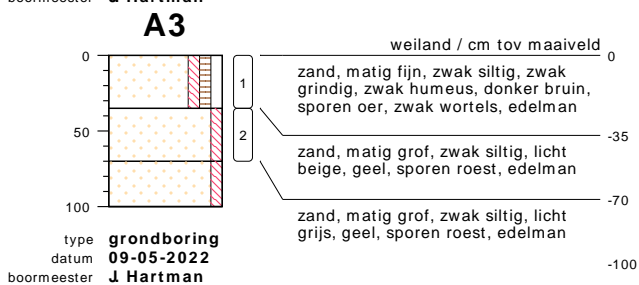 A3
weiland / cm tov maaiveld
0
0
1
zand, matig fijn, zwak siltig, zwak
grindig, zwak humeus, donker bruin,
sporen oer, zwak wortels, edelman
50
2
-35
zand, matig grof, zwak siltig, licht
beige, geel, sporen roest, edelman
-70
100
zand, matig grof, zwak siltig, licht
grijs, geel, sporen roest, edelman
-100
type grondboring
datum 09-05-2022
boormeester J Hartman